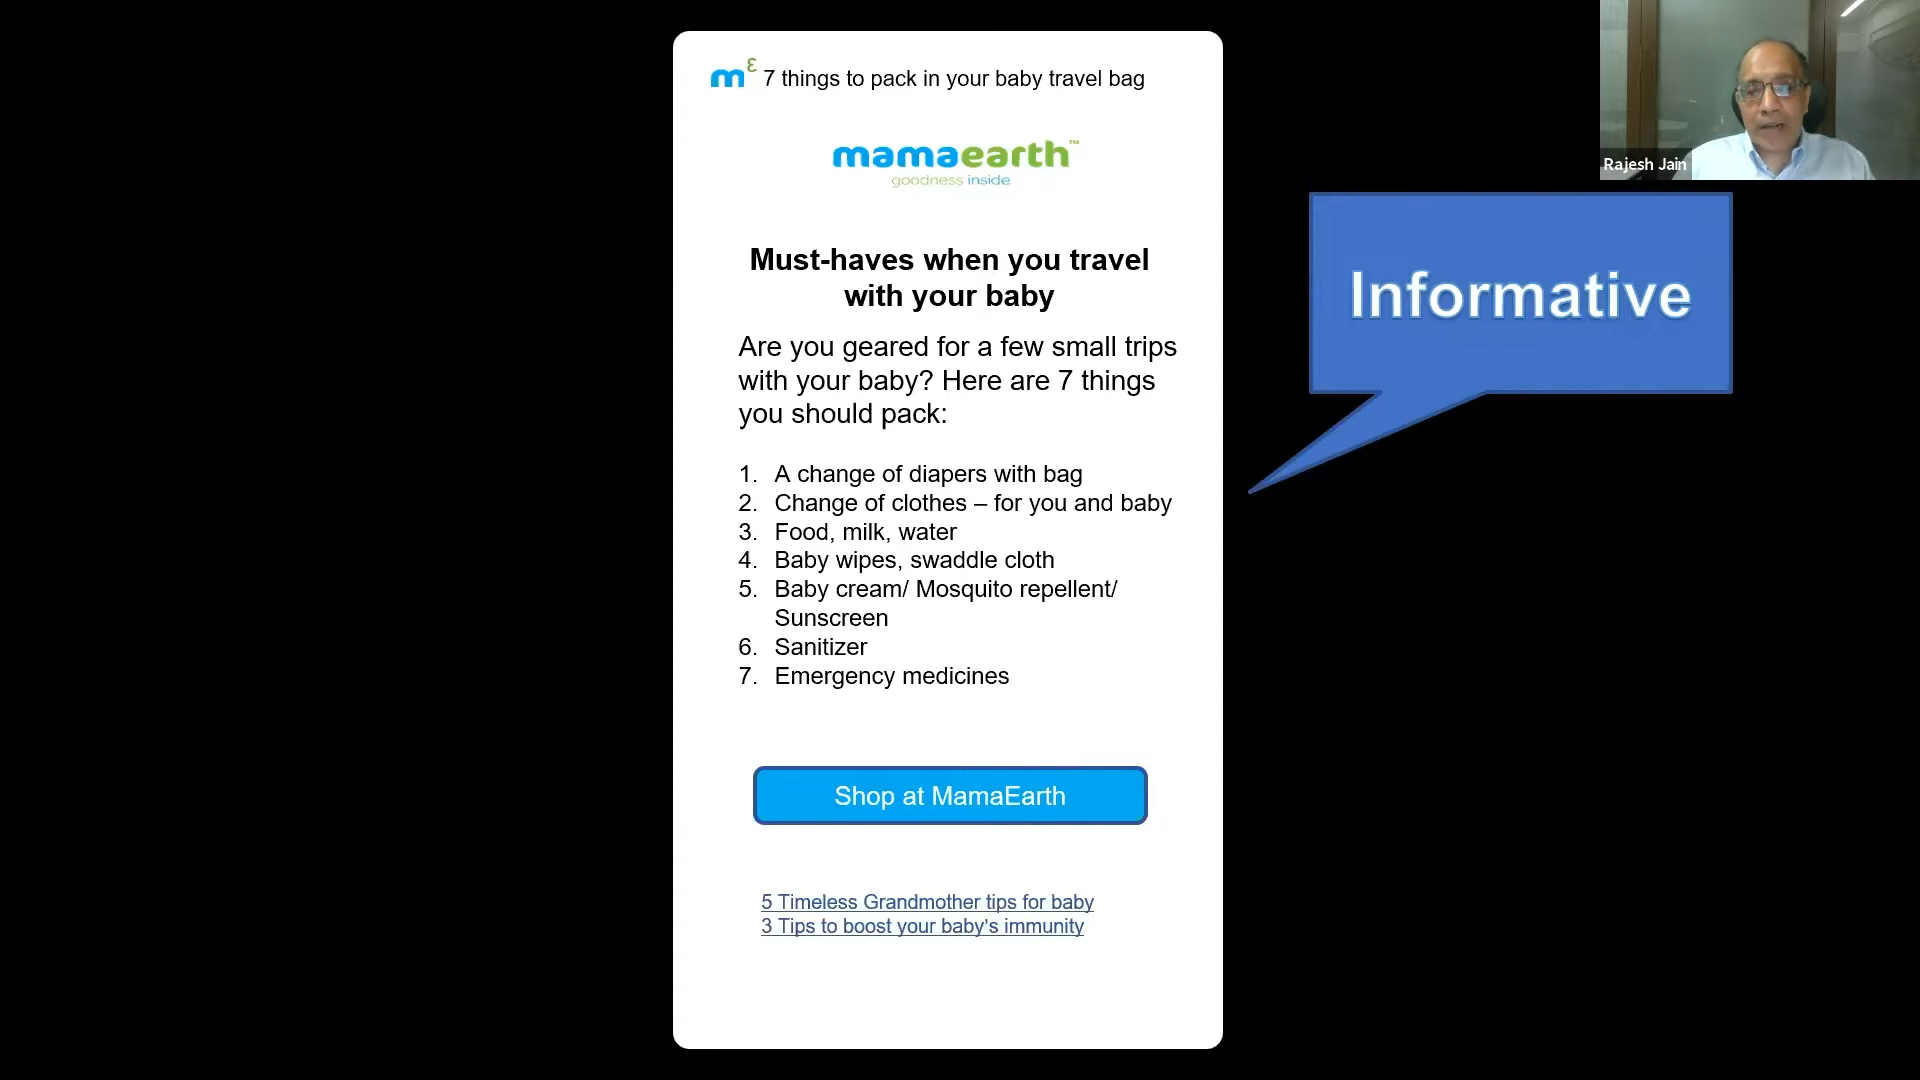 mε 7 things to pack in your baby travel bag
mamaearth™
goodness inside
Must-haves when you travel
with your baby
Are you geared for a few small trips
with your baby? Here are 7 things
you should pack:
1. A change of diapers with bag
2. Change of clothes – for you and baby
3. Food, milk, water
4. Baby wipes, swaddle cloth
5. Baby cream/ Mosquito repellent/
Sunscreen
6. Sanitizer
7. Emergency medicines
Shop at MamaEarth
5 Timeless Grandmother tips for baby
3 Tips to boost your baby’s immunity
Rajesh Jain
Informative